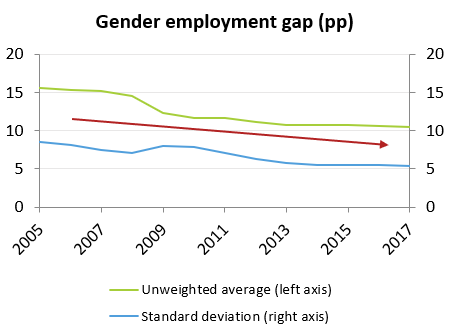 Gender employment gap (pp)
20 20
15 15
10 10
5 5
0 0
2005 2007 2009 2011 2013 2015 2017
Unweighted average (left axis)
Standard deviation (right axis)